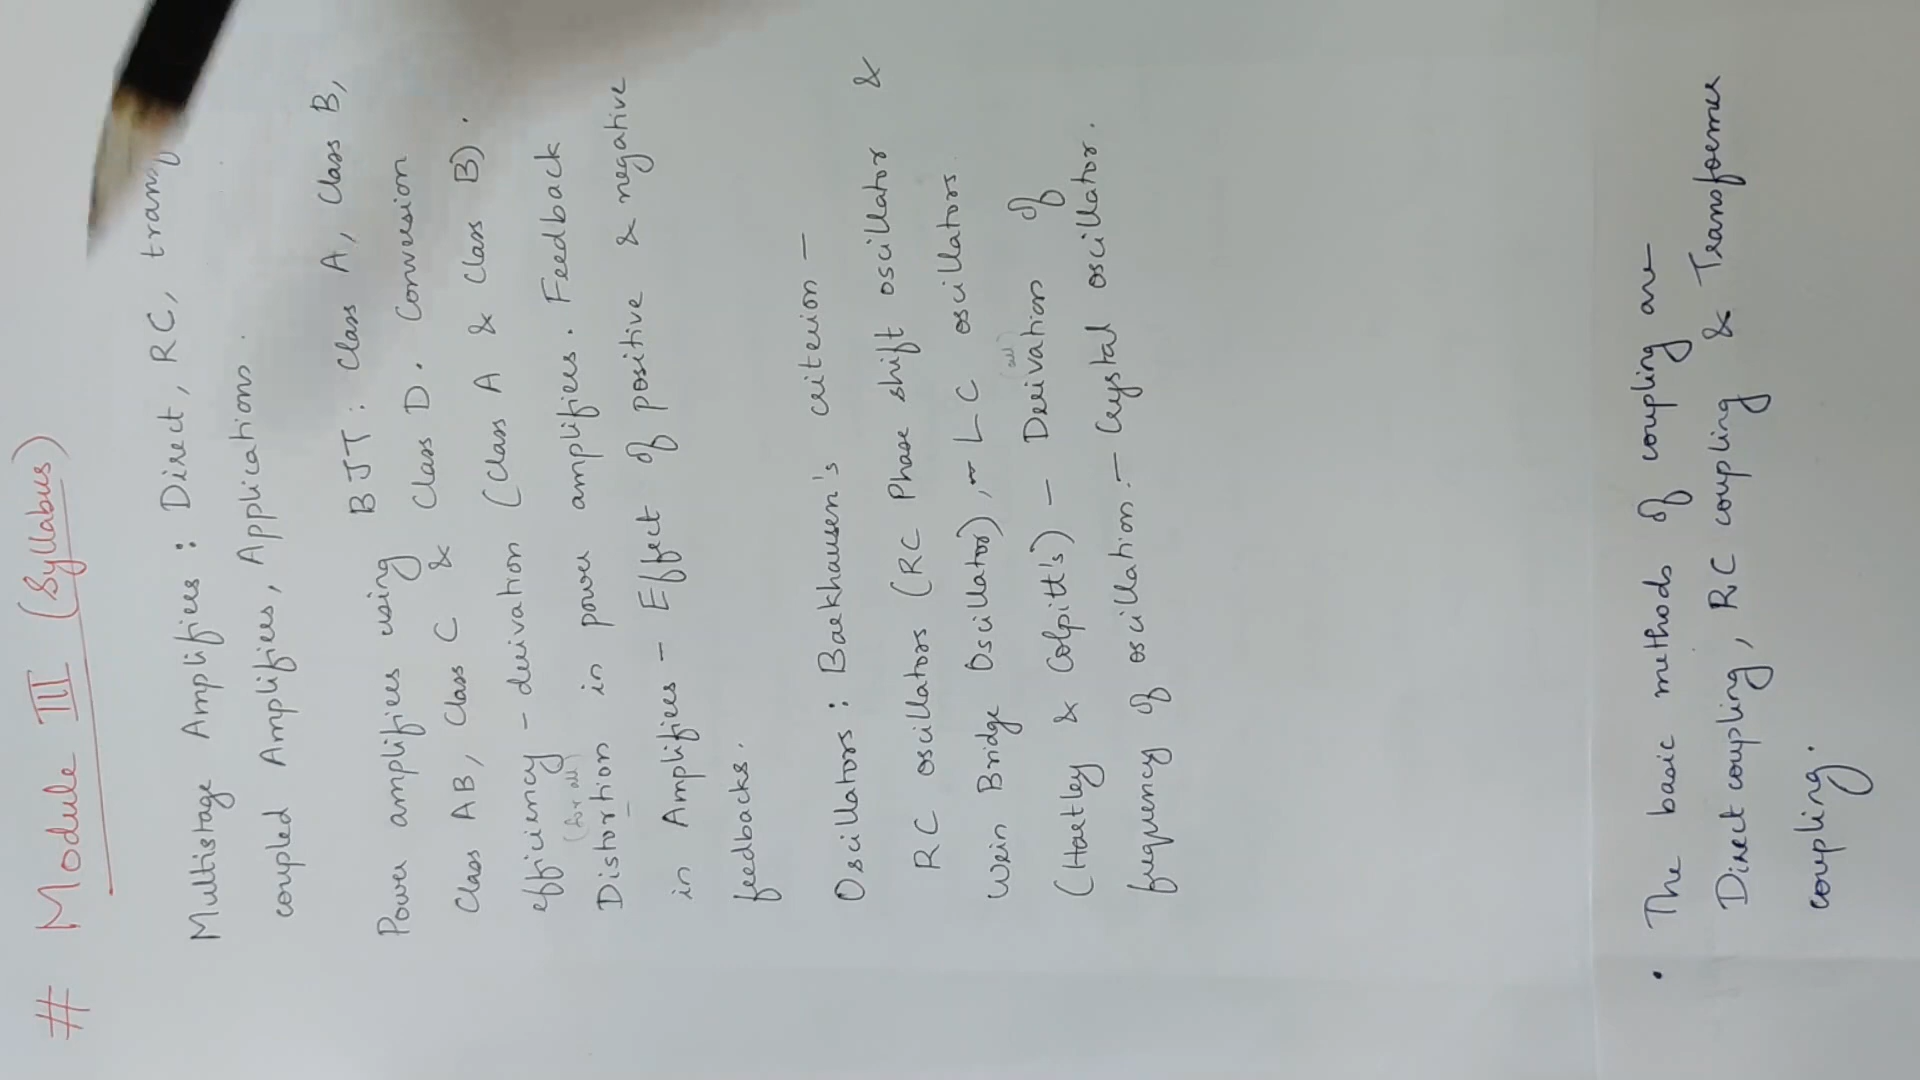 # Module III (Syllabus)
Multistage Amplifiers : Direct, RC,
coupled Amplifiers, Applications.
Power amplifiers using BJT: Class A, Class B,
Class AB, Class C & Class D. Conversion
efficiency - derivation (Class A & Class B).
(for all)
Distortion in power amplifiers. Feedback
in Amplifiers - Effect of positive & negative
feedbacks.
Oscillators : Barkhausen's criterion -
RC oscillators (RC Phase shift oscillator &
Wein Bridge Oscillator), - LC oscillators
(all)
(Hartley & Colpitt's) - Derivation of
frequency of oscillation. - Crystal oscillator.
• The basic methods of coupling are
Direct coupling, RC coupling & Transformer
coupling.